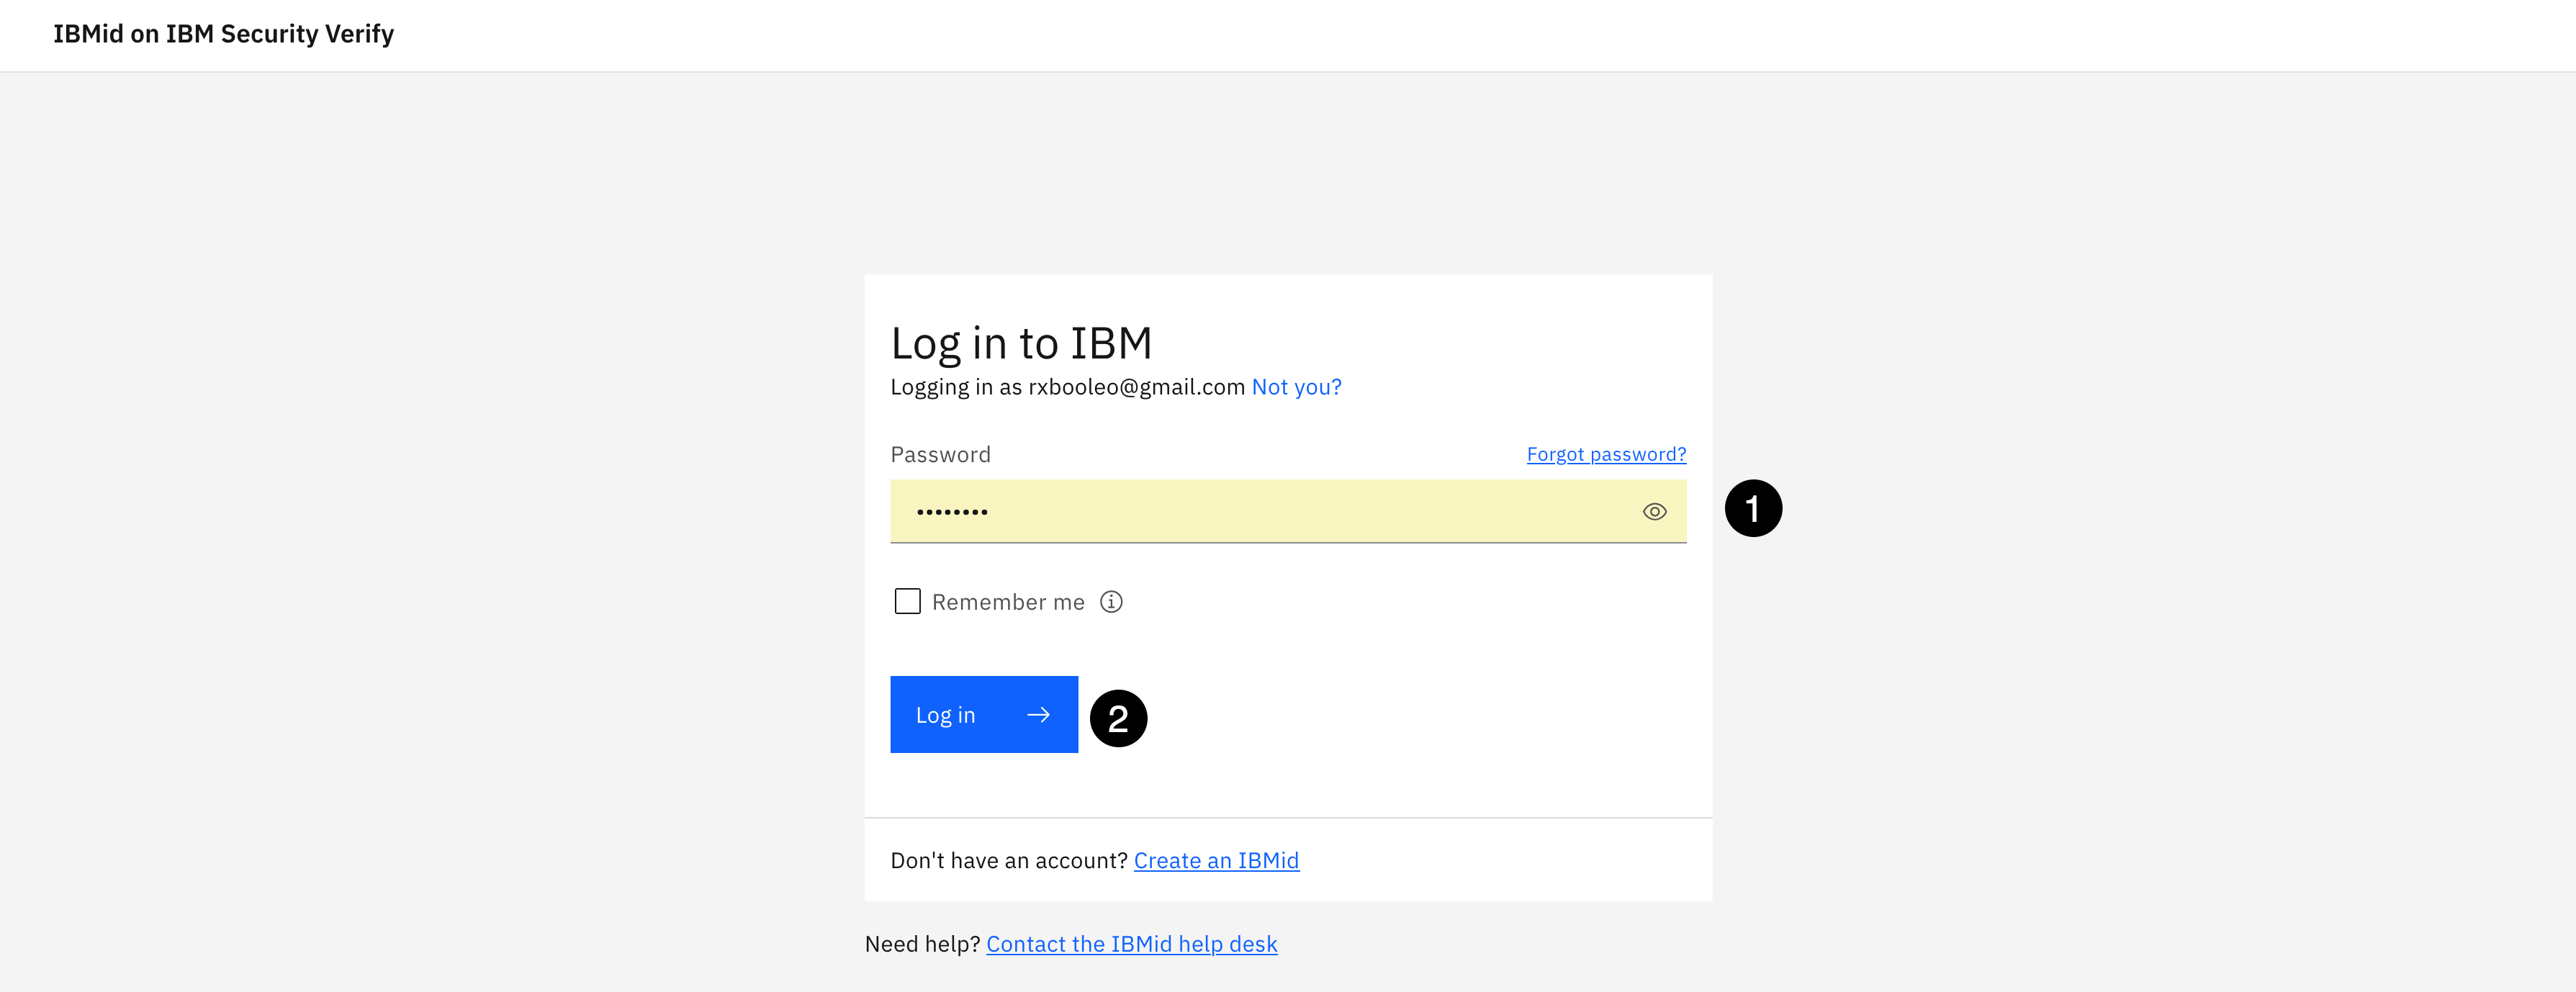 IBMid on IBM Security Verify
Log in to IBM
Logging in as rxbooleo@gmail.com Not you?
Password Forgot password?
••••••••
1
Remember me
Log in →
2
Don't have an account? Create an IBMid
Need help? Contact the IBMid help desk